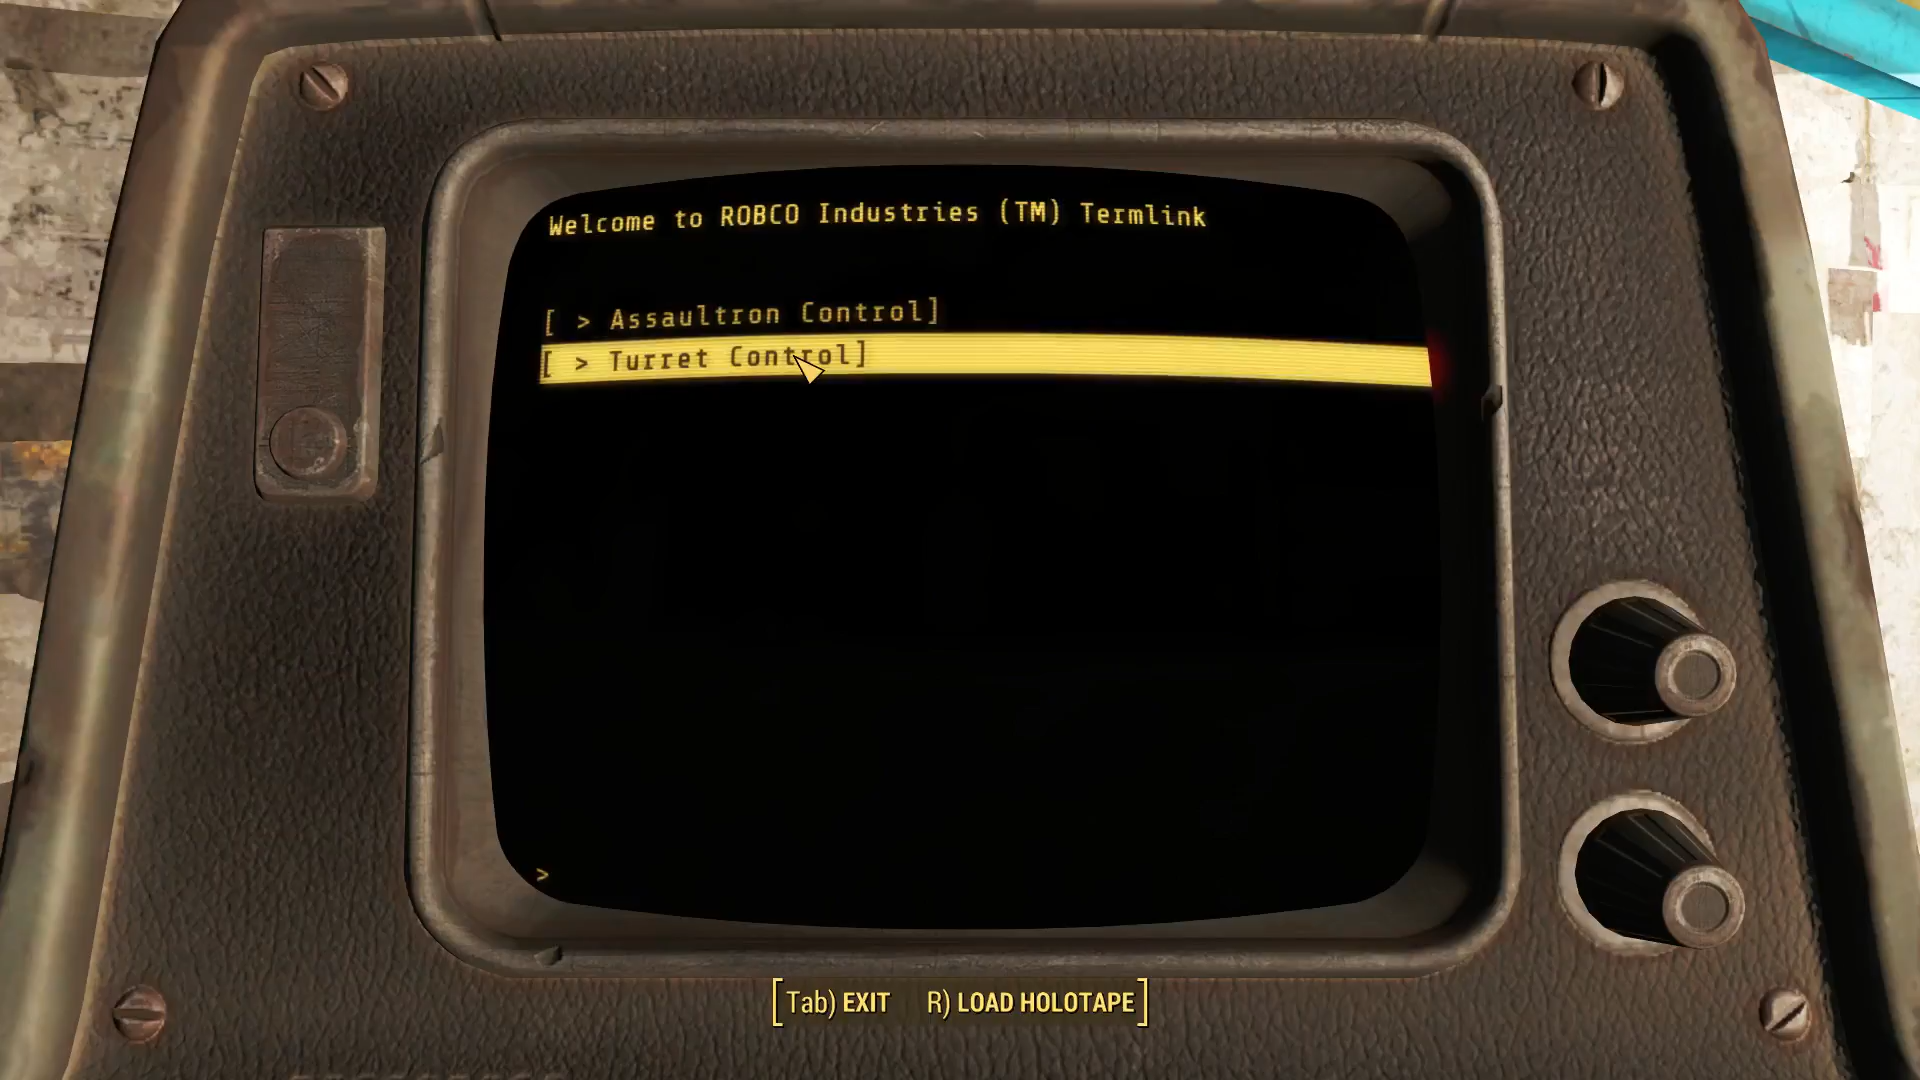 Welcome to ROBCO Industries (TM) Termlink
[ > Assaultron Control]
[ > Turret Control]
>
[Tab) EXIT R) LOAD HOLOTAPE]